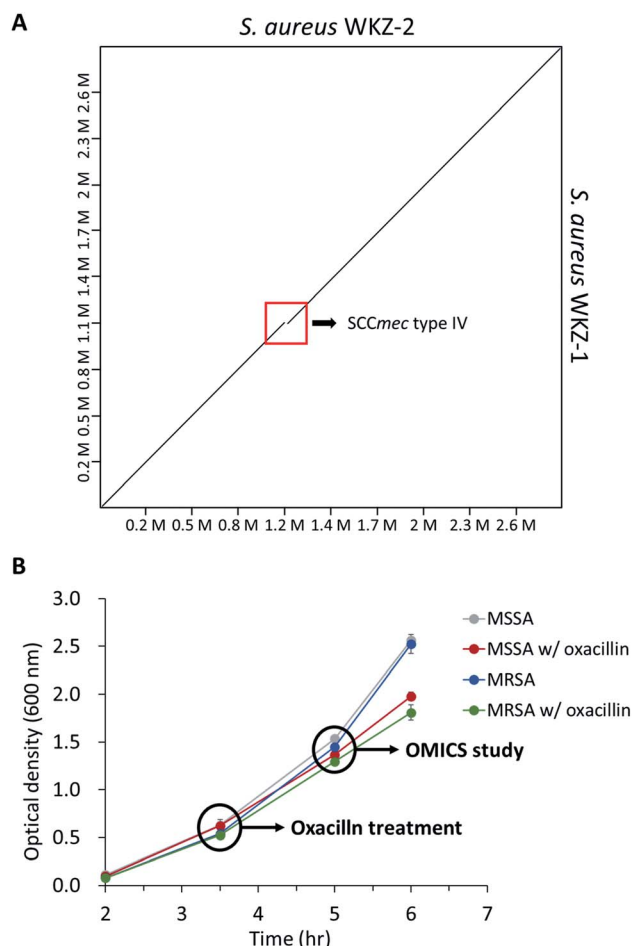 A
S. aureus WKZ-2
2.6 M
2.3 M
2 M
1.7 M
1.4 M
1.1 M
0.8 M
0.5 M
0.2 M
SCCmec type IV
S. aureus WKZ-1
0.2 M 0.5 M 0.8 M 1.2 M 1.4 M 1.7 M 2 M 2.3 M 2.6 M
B
Optical density (600 nm)
3.0
2.5
2.0
1.5
1.0
0.5
0.0
MSSA
MSSA w/ oxacillin
MRSA
MRSA w/ oxacillin
OMICS study
Oxacilln treatment
2 3 4 5 6 7
Time (hr)